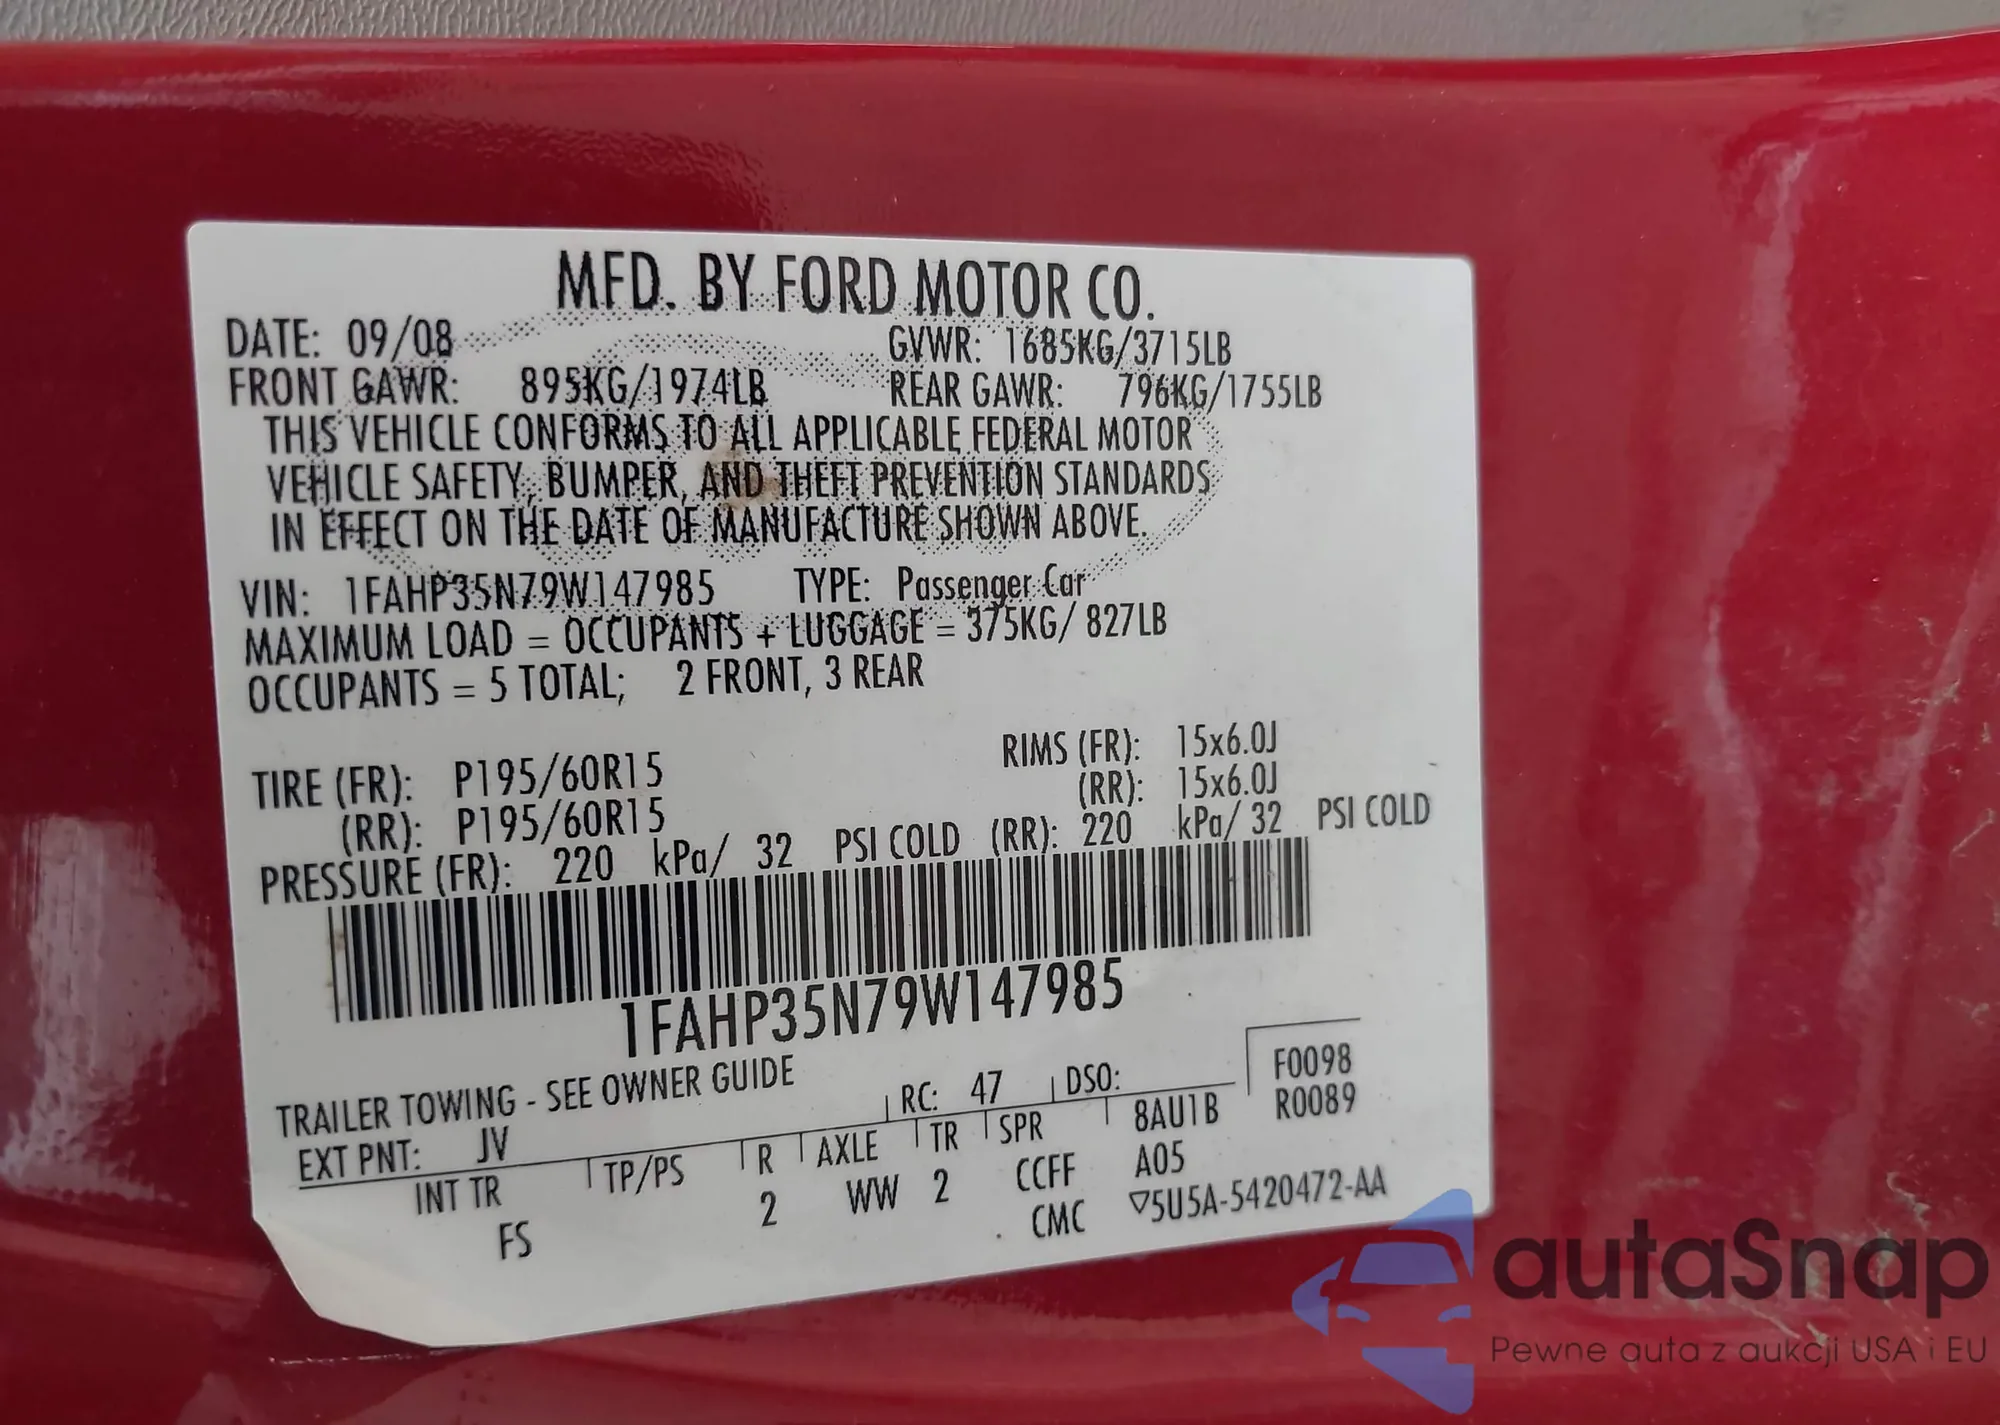 MFD. BY FORD MOTOR CO.
DATE: 09/08 GVWR: 1685KG/3715LB
FRONT GAWR: 895KG/1974LB REAR GAWR: 796KG/1755LB
THIS VEHICLE CONFORMS TO ALL APPLICABLE FEDERAL MOTOR
VEHICLE SAFETY, BUMPER, AND THEFT PREVENTION STANDARDS
IN EFFECT ON THE DATE OF MANUFACTURE SHOWN ABOVE.
VIN: 1FAHP35N79W147985 TYPE: Passenger Car
MAXIMUM LOAD = OCCUPANTS + LUGGAGE = 375KG/ 827LB
OCCUPANTS = 5 TOTAL; 2 FRONT, 3 REAR
TIRE (FR): P195/60R15 RIMS (FR): 15x6.0J
(RR): P195/60R15 (RR): 15x6.0J
PRESSURE (FR): 220 kPa/ 32 PSI COLD (RR): 220 kPa/ 32 PSI COLD
1FAHP35N79W147985
TRAILER TOWING - SEE OWNER GUIDE
EXT PNT: JV RC: 47 DSO: F0098
R0089
INT TR TP/PS R AXLE TR SPR 8AU1B
FS 2 WW 2 CCFF A05
. CMC ▽5U5A-5420472-AA
autaSnap
Pewne auta z aukcji USA i EU